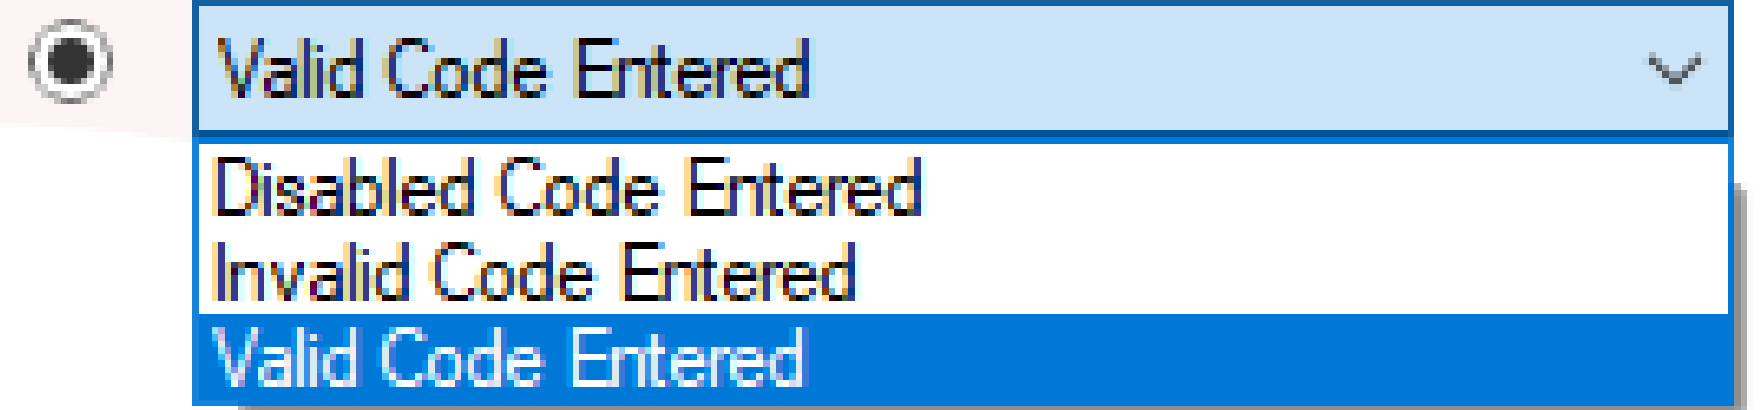 Valid Code Entered
Disabled Code Entered
Invalid Code Entered
Valid Code Entered